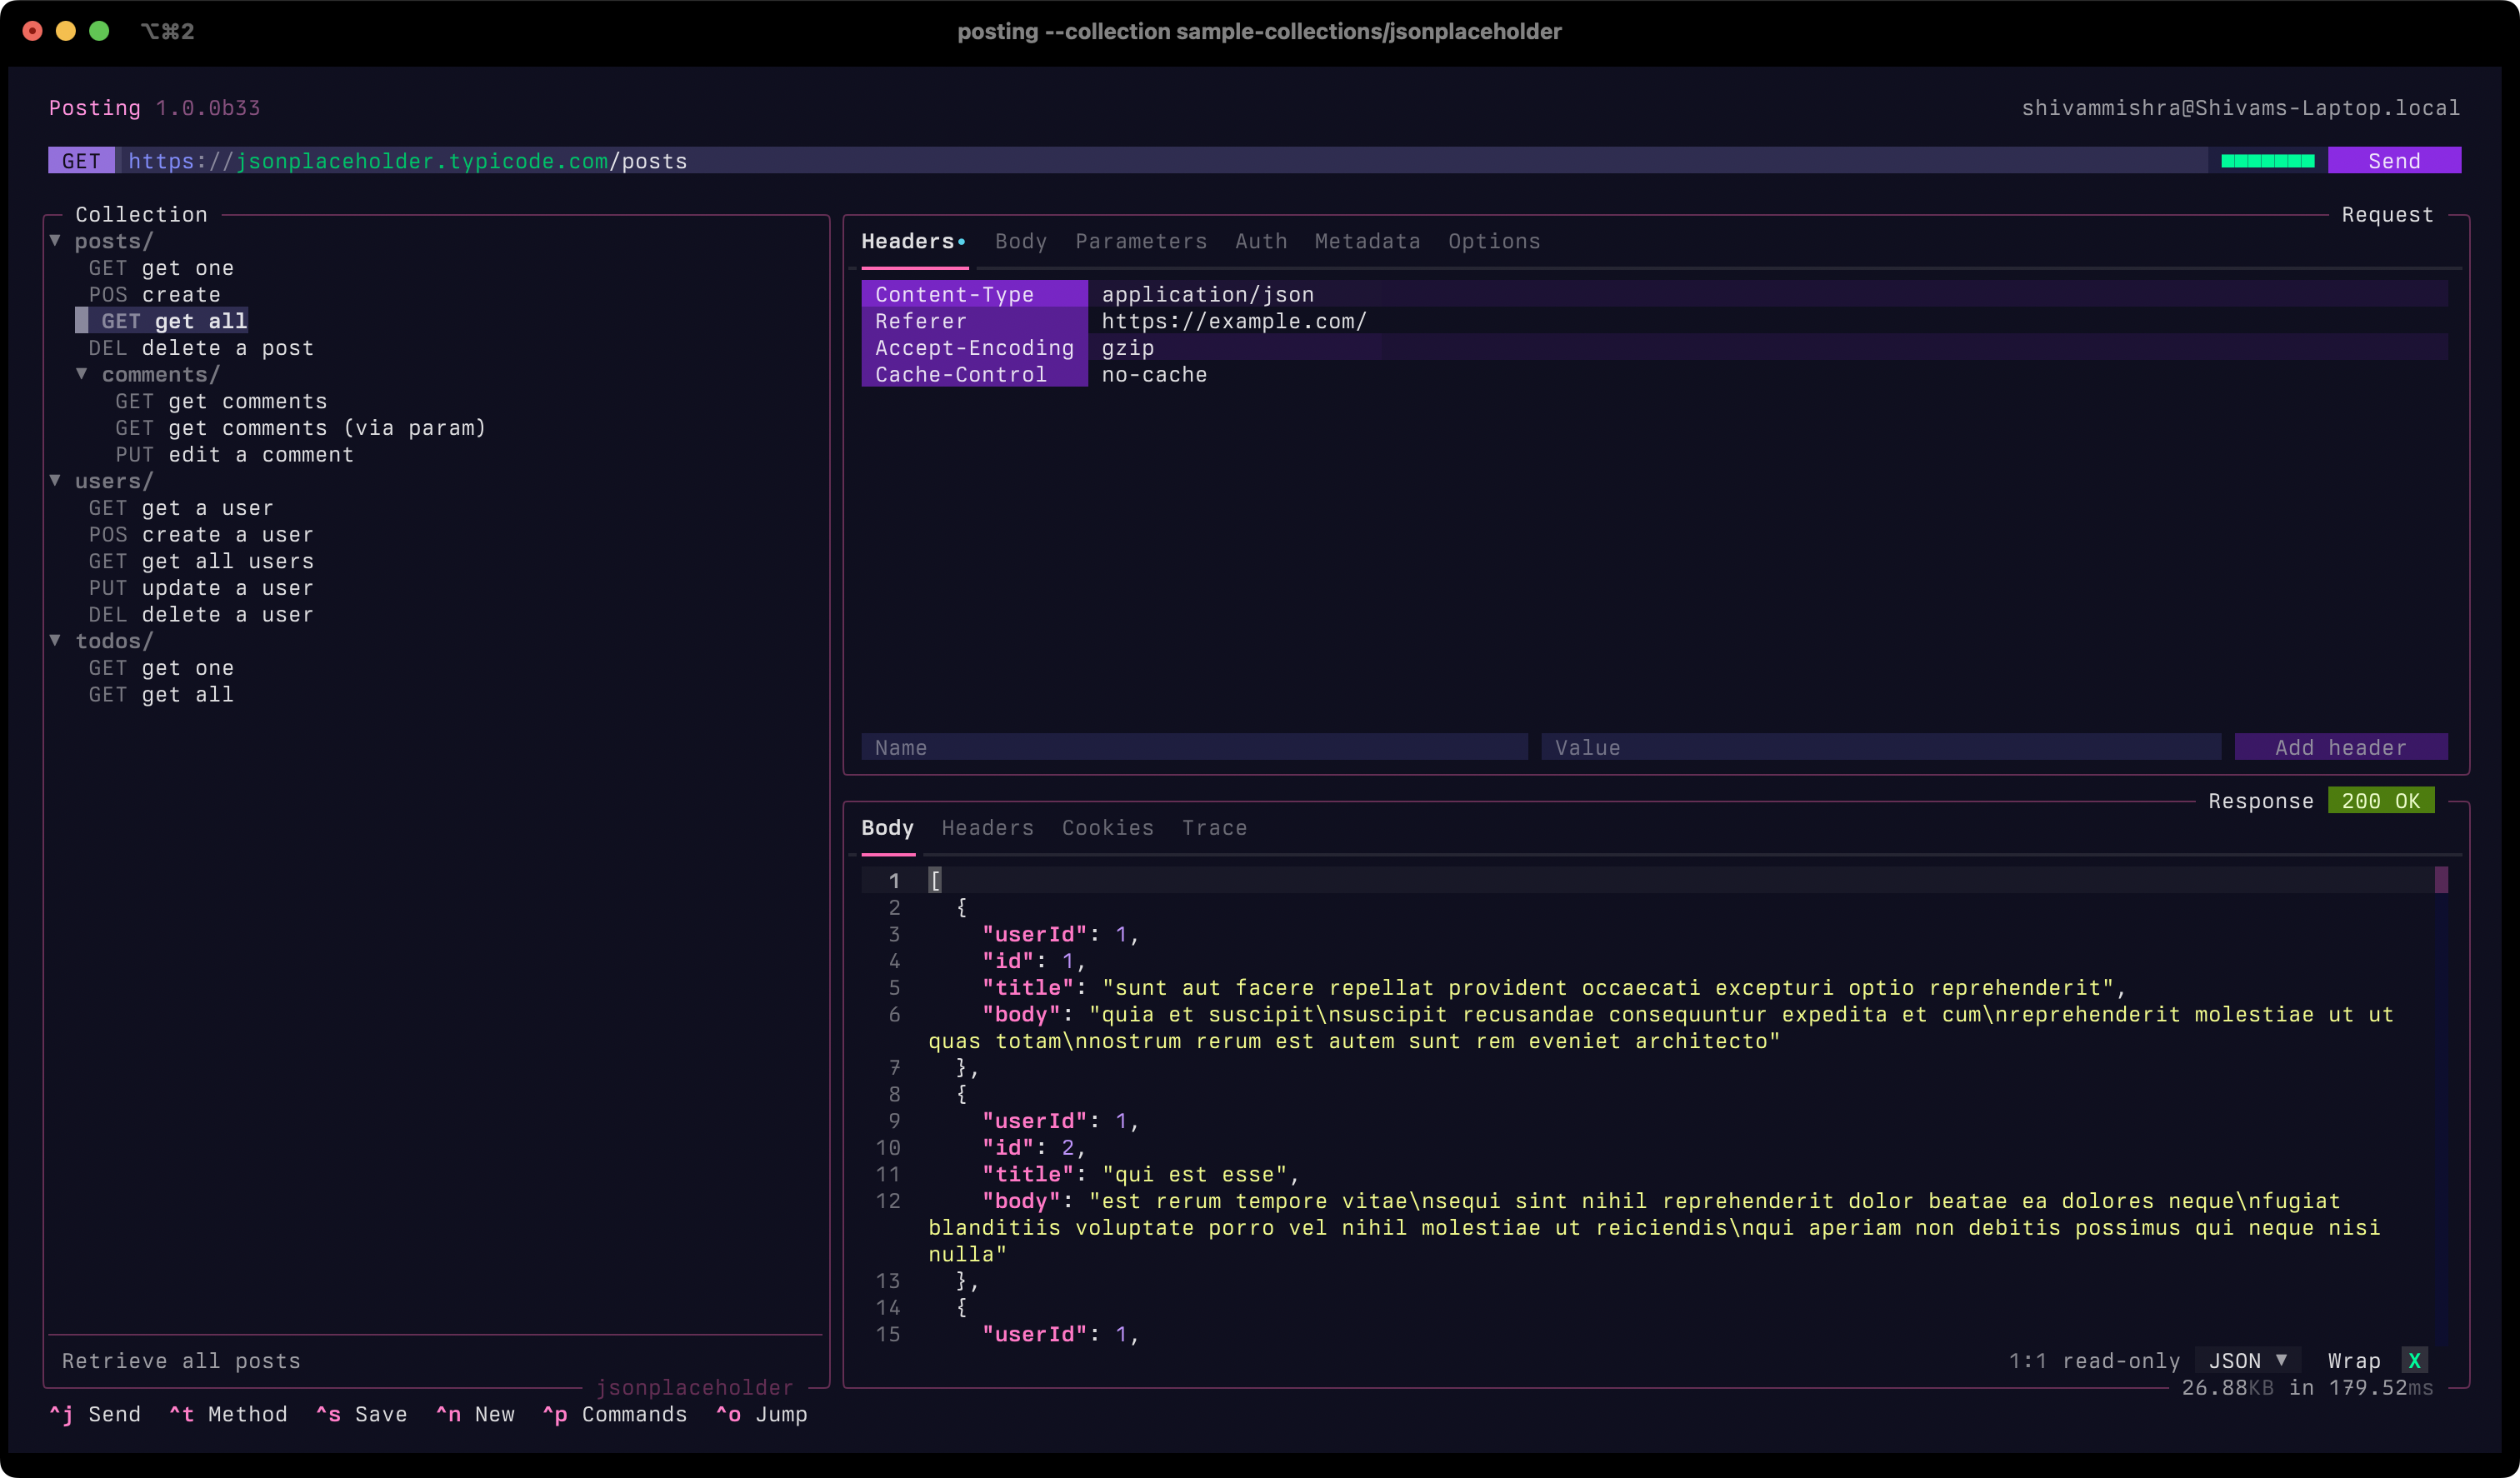 ⌥⌘2 posting --collection sample-collections/jsonplaceholder
Posting 1.0.0b33 shivammishra@Shivams-Laptop.local
GET https://jsonplaceholder.typicode.com/posts Send
Collection
▼ posts/
GET get one
POS create
GET get all
DEL delete a post
▼ comments/
GET get comments
GET get comments (via param)
PUT edit a comment
▼ users/
GET get a user
POS create a user
GET get all users
PUT update a user
DEL delete a user
▼ todos/
GET get one
GET get all
Retrieve all posts
jsonplaceholder
Request
Headers• Body Parameters Auth Metadata Options
Content-Type application/json
Referer https://example.com/
Accept-Encoding gzip
Cache-Control no-cache
Name Value Add header
Response 200 OK
Body Headers Cookies Trace
1 [
2 {
3 "userId": 1,
4 "id": 1,
5 "title": "sunt aut facere repellat provident occaecati excepturi optio reprehenderit",
6 "body": "quia et suscipit\nsuscipit recusandae consequuntur expedita et cum\nreprehenderit molestiae ut ut
quas totam\nnostrum rerum est autem sunt rem eveniet architecto"
7 },
8 {
9 "userId": 1,
10 "id": 2,
11 "title": "qui est esse",
12 "body": "est rerum tempore vitae\nsequi sint nihil reprehenderit dolor beatae ea dolores neque\nfugiat
blanditiis voluptate porro vel nihil molestiae ut reiciendis\nqui aperiam non debitis possimus qui neque nisi
nulla"
13 },
14 {
15 "userId": 1,
1:1 read-only JSON ▼ Wrap X
26.88KB in 179.52ms
^j Send ^t Method ^s Save ^n New ^p Commands ^o Jump